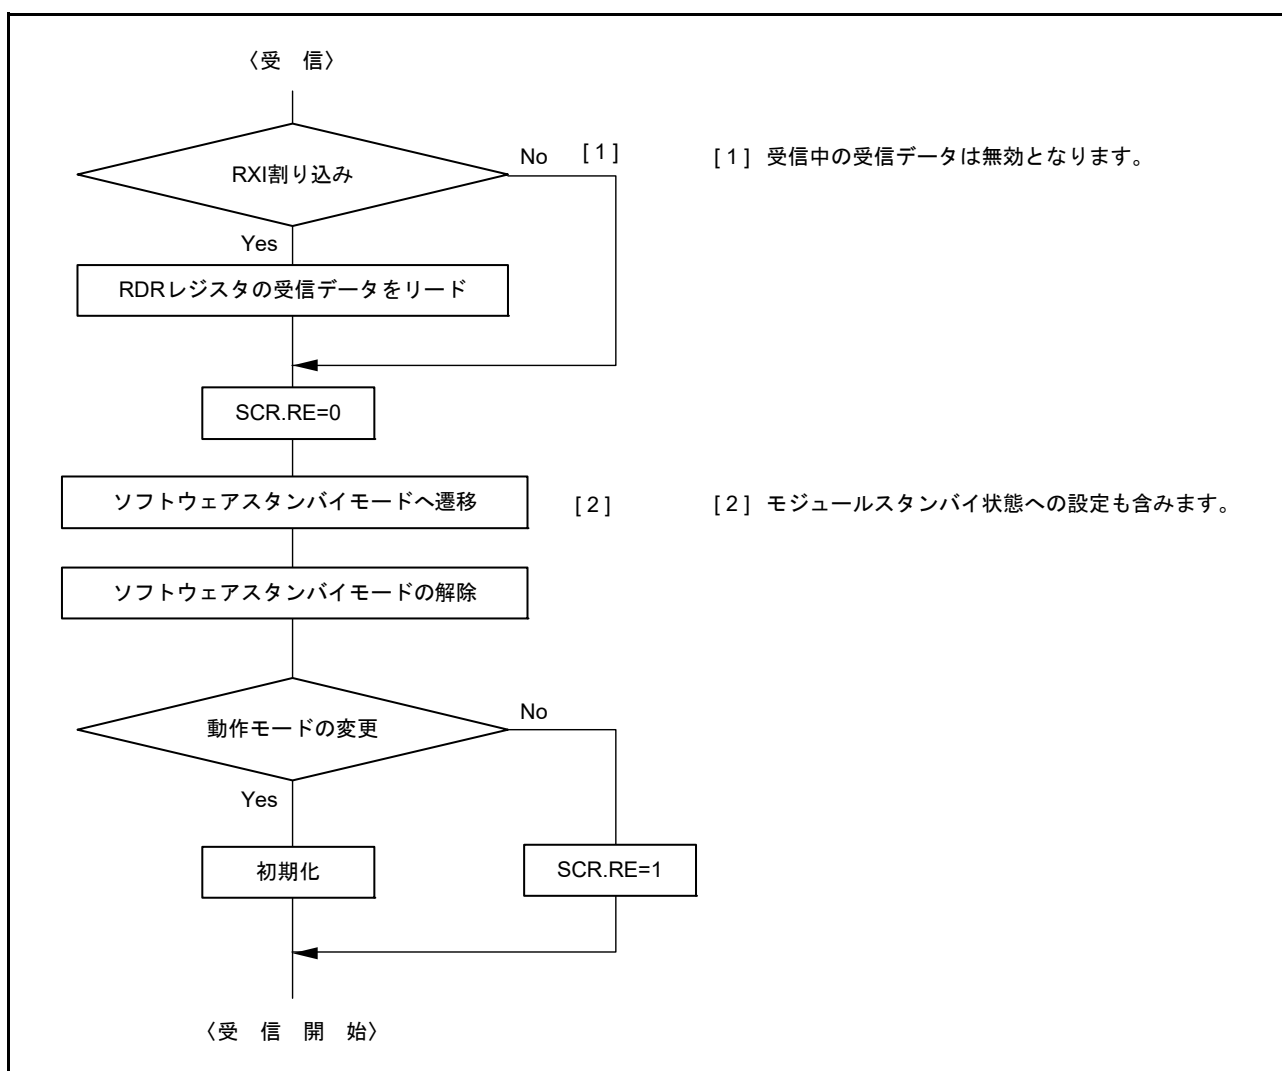 〈受　信〉
RXI割り込み
No
[1]
[1] 受信中の受信データは無効となります。
Yes
RDRレジスタの受信データをリード
SCR.RE=0
ソフトウェアスタンバイモードへ遷移
[2]
[2] モジュールスタンバイ状態への設定も含みます。
ソフトウェアスタンバイモードの解除
動作モードの変更
No
Yes
初期化
SCR.RE=1
〈受　信　開　始〉